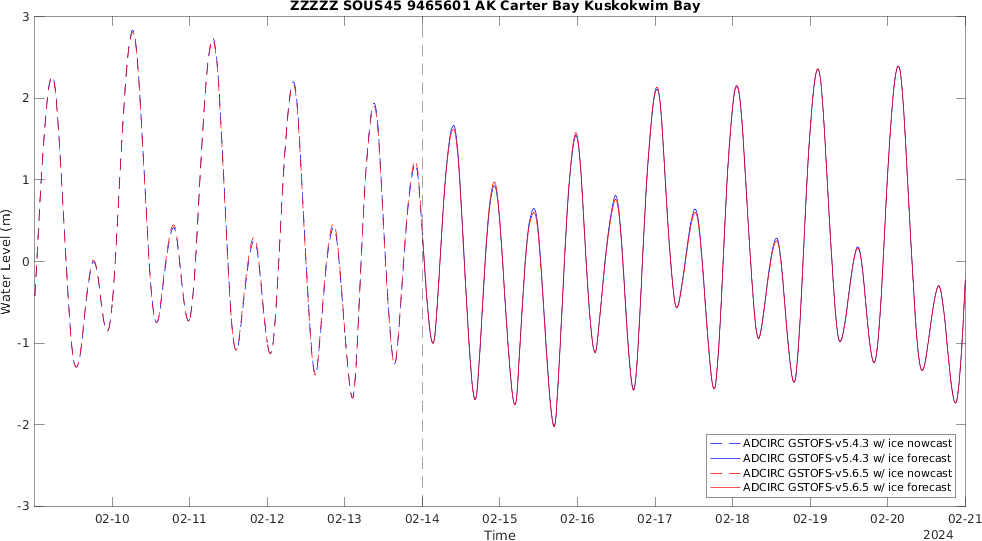 ZZZZZ SOUS45 9465601 AK Carter Bay Kuskokwim Bay
3
2
1
0
-1
-2
-3
Water Level (m)
ADCIRC GSTOFS-v5.4.3 w/ ice nowcast
ADCIRC GSTOFS-v5.4.3 w/ ice forecast
ADCIRC GSTOFS-v5.6.5 w/ ice nowcast
ADCIRC GSTOFS-v5.6.5 w/ ice forecast
02-10 02-11 02-12 02-13 02-14 02-15 02-16 02-17 02-18 02-19 02-20 02-21
Time
2024